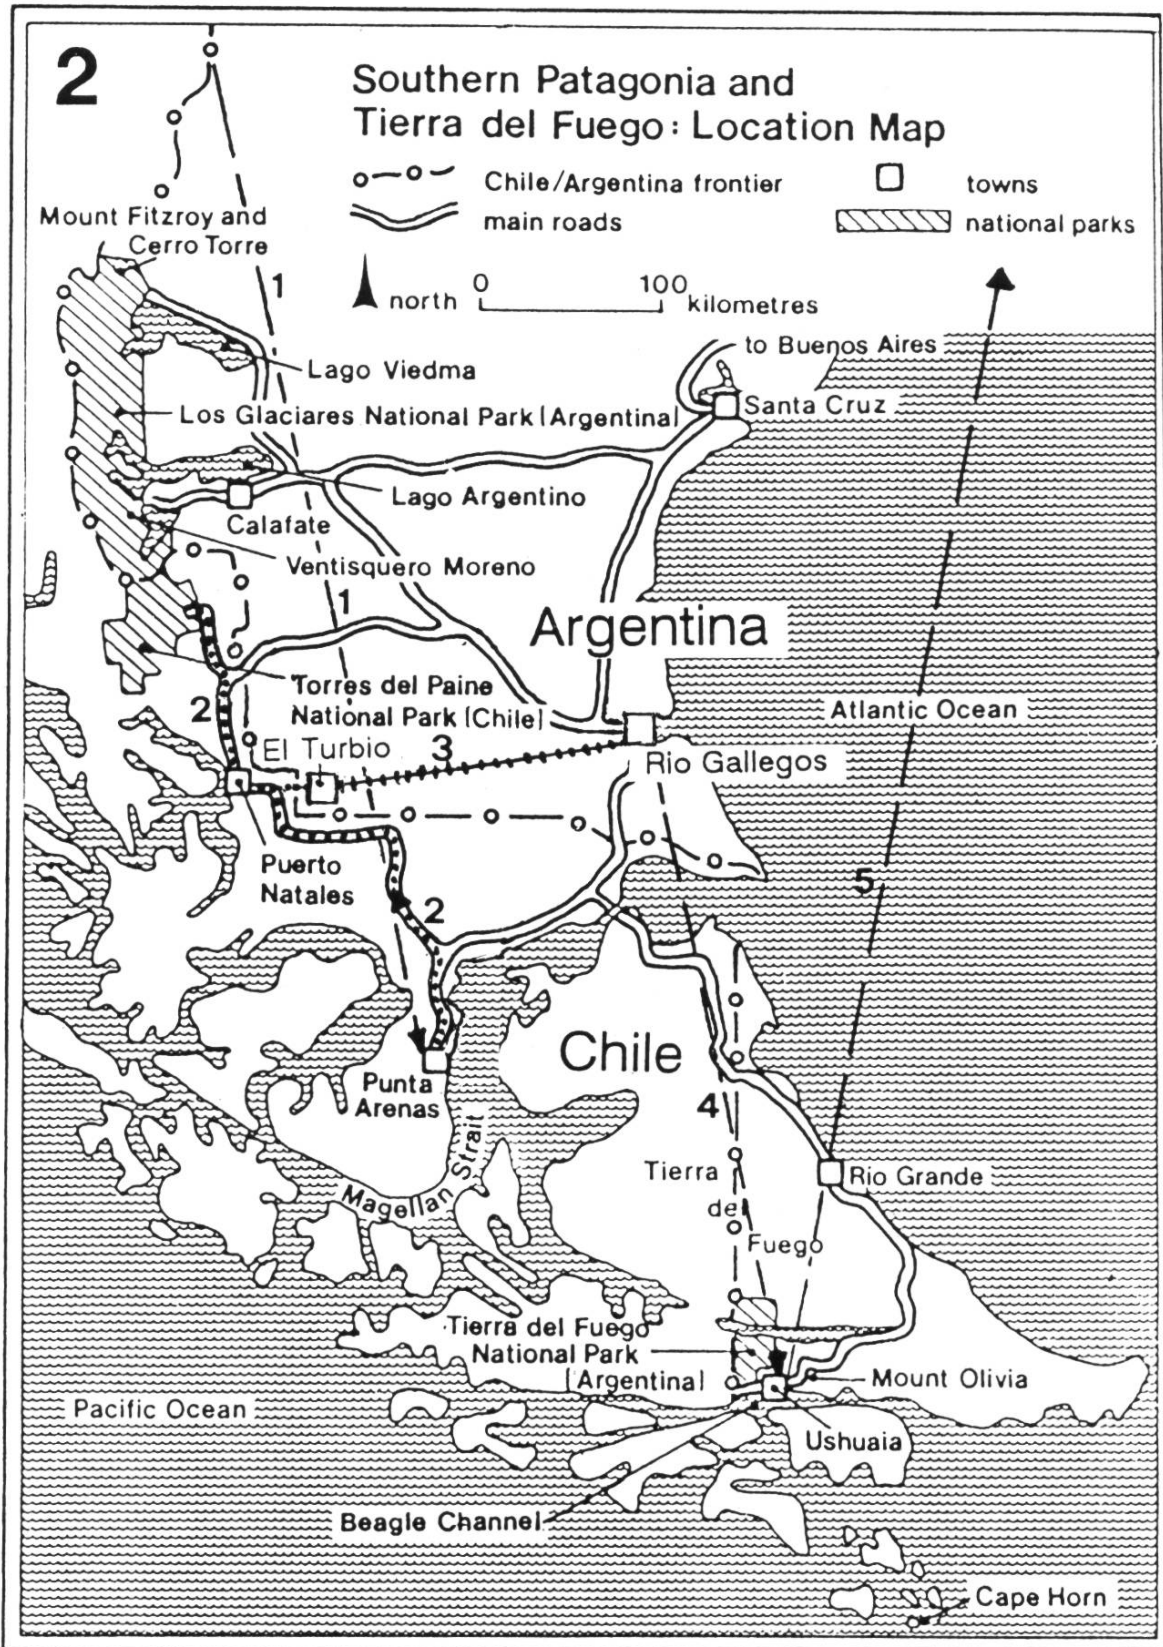 2
Southern Patagonia and
Tierra del Fuego: Location Map
Chile/Argentina frontier
towns
main roads
national parks
north
0
100
kilometres
Mount Fitzroy and
Cerro Torre
1
to Buenos Aires
Lago Viedma
Santa Cruz
Los Glaciares National Park (Argentina)
Lago Argentino
Calafate
Ventisquero Moreno
1
Argentina
Torres del Paine
National Park (Chile)
2
Atlantic Ocean
El Turbio
3
Rio Gallegos
Puerto
Natales
5
2
Chile
Punta
Arenas
4
Magellan Strait
Tierra
del
Fuego
Rio Grande
Tierra del Fuego
National Park
(Argentina)
Mount Olivia
Pacific Ocean
Ushuaia
Beagle Channel
Cape Horn